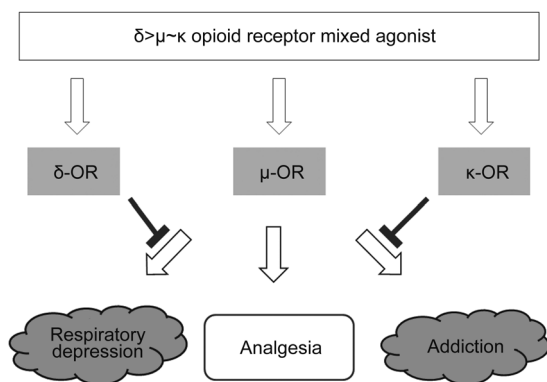 δ>μ~κ opioid receptor mixed agonist
δ-OR
μ-OR
κ-OR
Respiratory
depression
Analgesia
Addiction